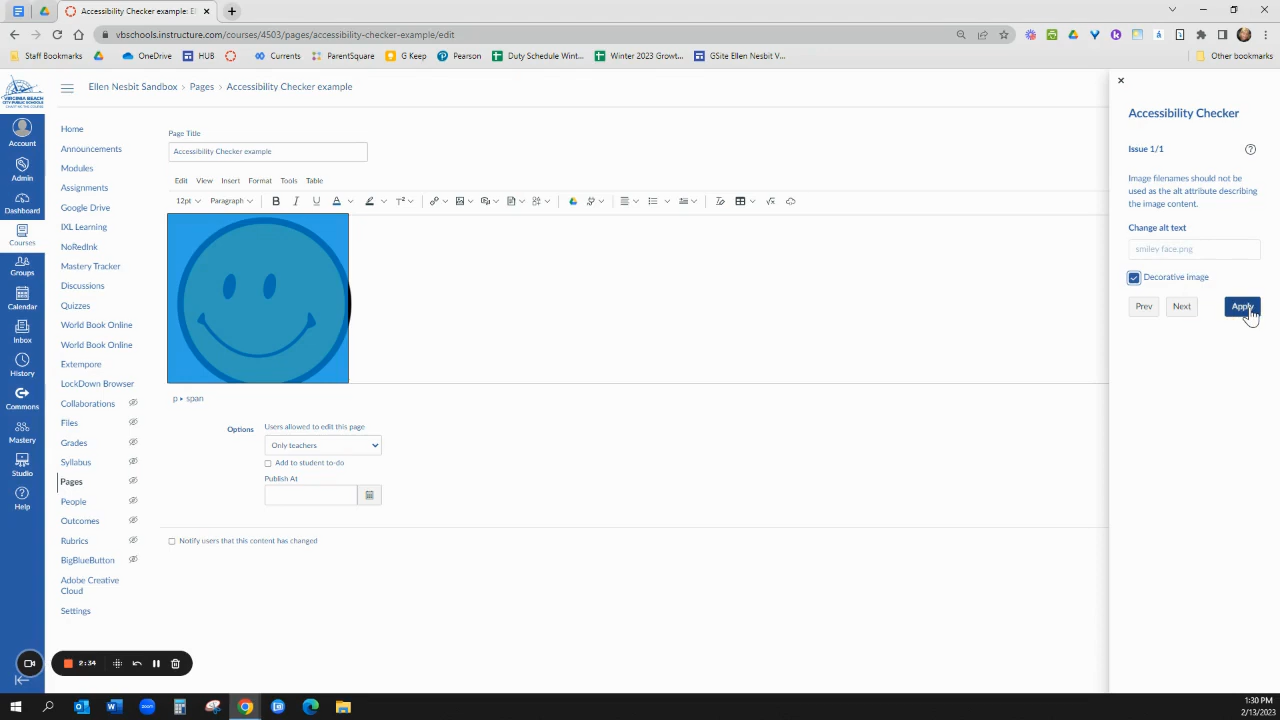 Accessibility Checker example: E
vbschools.instructure.com/courses/4503/pages/accessibility-checker-example/edit
Staff Bookmarks
OneDrive
HUB
Currents
ParentSquare
G Keep
Pearson
Duty Schedule Wint...
Winter 2023 Growt...
GSite Ellen Nesbit V...
Other bookmarks
VIRGINIA BEACH
CITY PUBLIC SCHOOLS
Ellen Nesbit Sandbox
Pages
Accessibility Checker example
Account
Admin
Dashboard
Courses
Groups
Calendar
Inbox
History
Commons
Mastery
Studio
Help
Home
Announcements
Modules
Assignments
Google Drive
IXL Learning
NoRedInk
Mastery Tracker
Discussions
Quizzes
World Book Online
World Book Online
Extempore
LockDown Browser
Collaborations
Files
Grades
Syllabus
Pages
People
Outcomes
Rubrics
BigBlueButton
Adobe Creative
Cloud
Settings
Page Title
Accessibility Checker example
Edit View Insert Format Tools Table
12pt Paragraph B I U A T²
p ▸ span
Options
Users allowed to edit this page
Only teachers
Add to student to-do
Publish At
Notify users that this content has changed
Accessibility Checker
Issue 1/1
Image filenames should not be
used as the alt attribute describing
the image content.
Change alt text
smiley face.png
Decorative image
Prev Next Apply
2:34
1:30 PM
2/13/2023